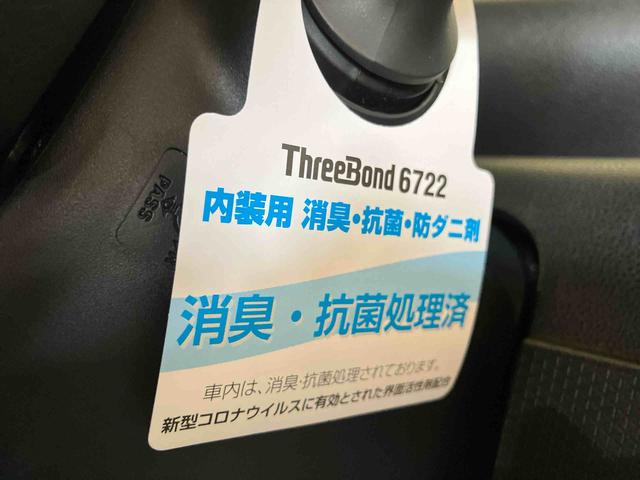 ThreeBond 6722
内装用 消臭・抗菌・防ダニ剤
消臭・抗菌処理済
車内は、消臭・抗菌処理されております。
新型コロナウイルスに有効とされた界面活性剤配合
PASS